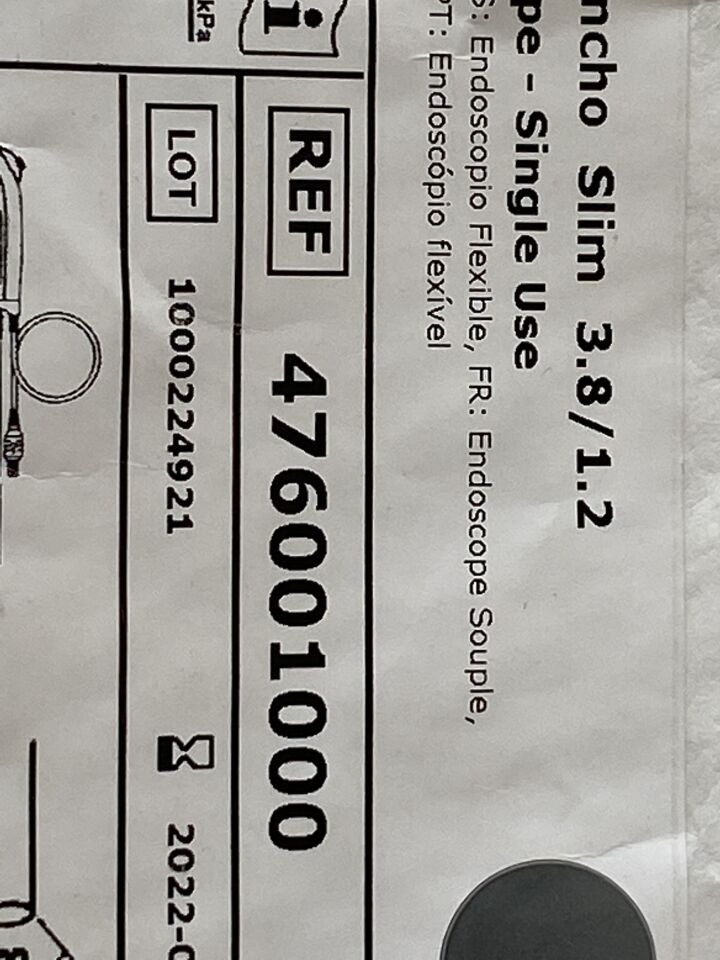 ncho Slim 3.8/1.2
pe - Single Use
S: Endoscopio Flexible, FR: Endoscope Souple,
PT: Endoscópio flexível
i
kPa
REF 476001000
LOT 1000224921 2022-0